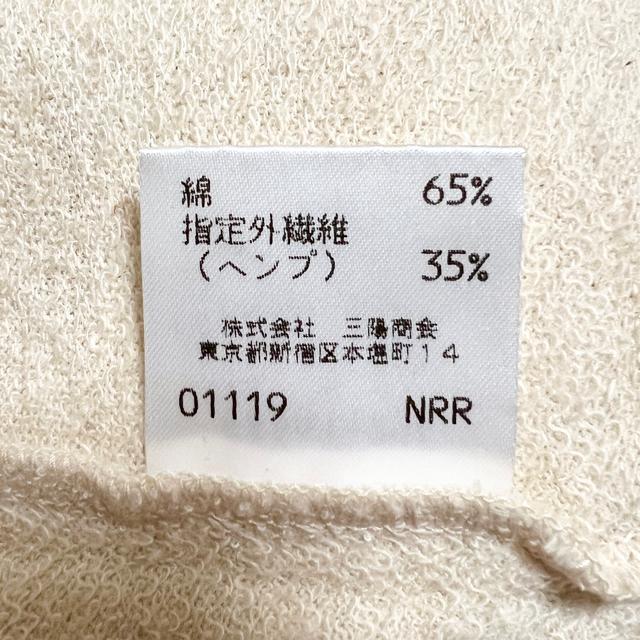 綿 65%
指定外繊維
(ヘンプ) 35%
株式会社 三陽商会
東京都新宿区本塩町14
01119 NRR